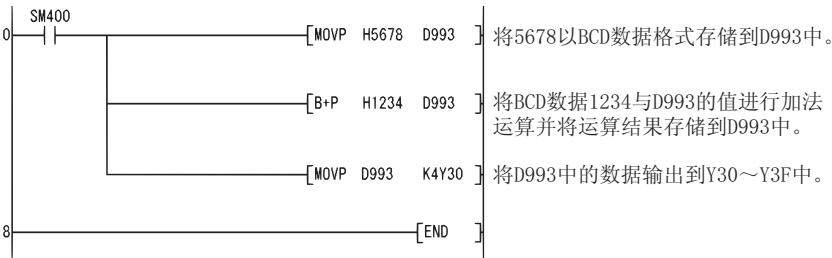 SM400
0 [MOVP H5678 D993 ] 将5678以BCD数据格式存储到D993中。
[B+P H1234 D993 ] 将BCD数据1234与D993的值进行加法
运算并将运算结果存储到D993中。
[MOVP D993 K4Y30 ] 将D993中的数据输出到Y30～Y3F中。
8 [END ]